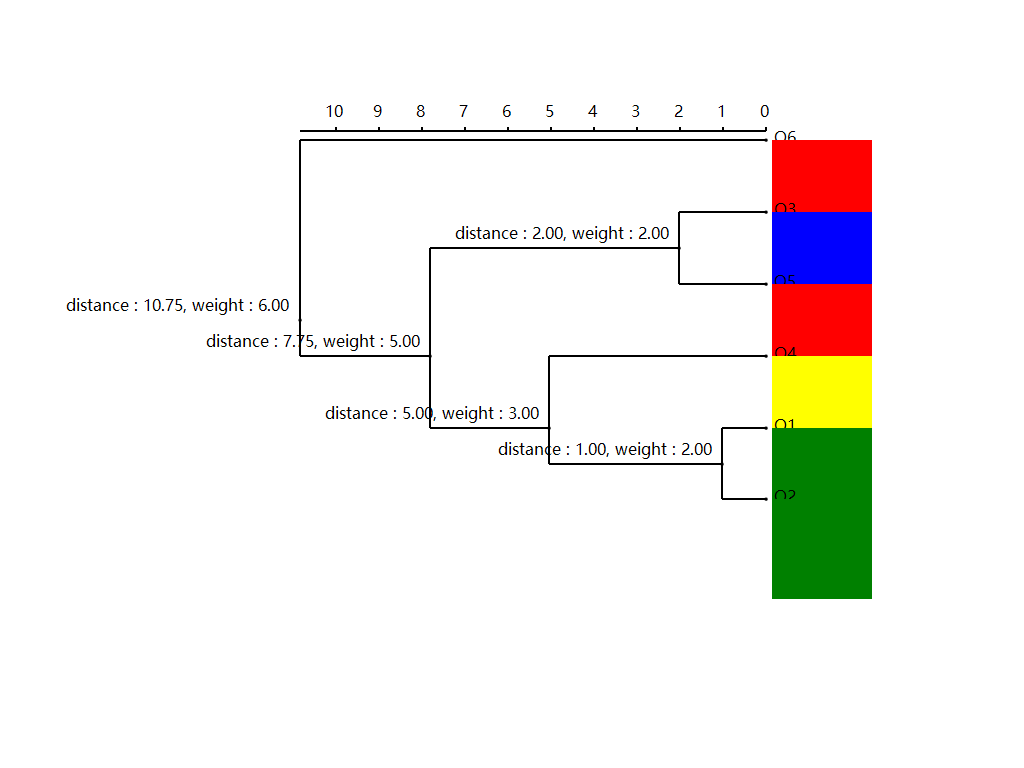 10 9 8 7 6 5 4 3 2 1 0
O6
O3
distance : 2.00, weight : 2.00
O5
distance : 10.75, weight : 6.00
distance : 7.75, weight : 5.00
O4
distance : 5.00, weight : 3.00
O1
distance : 1.00, weight : 2.00
O2